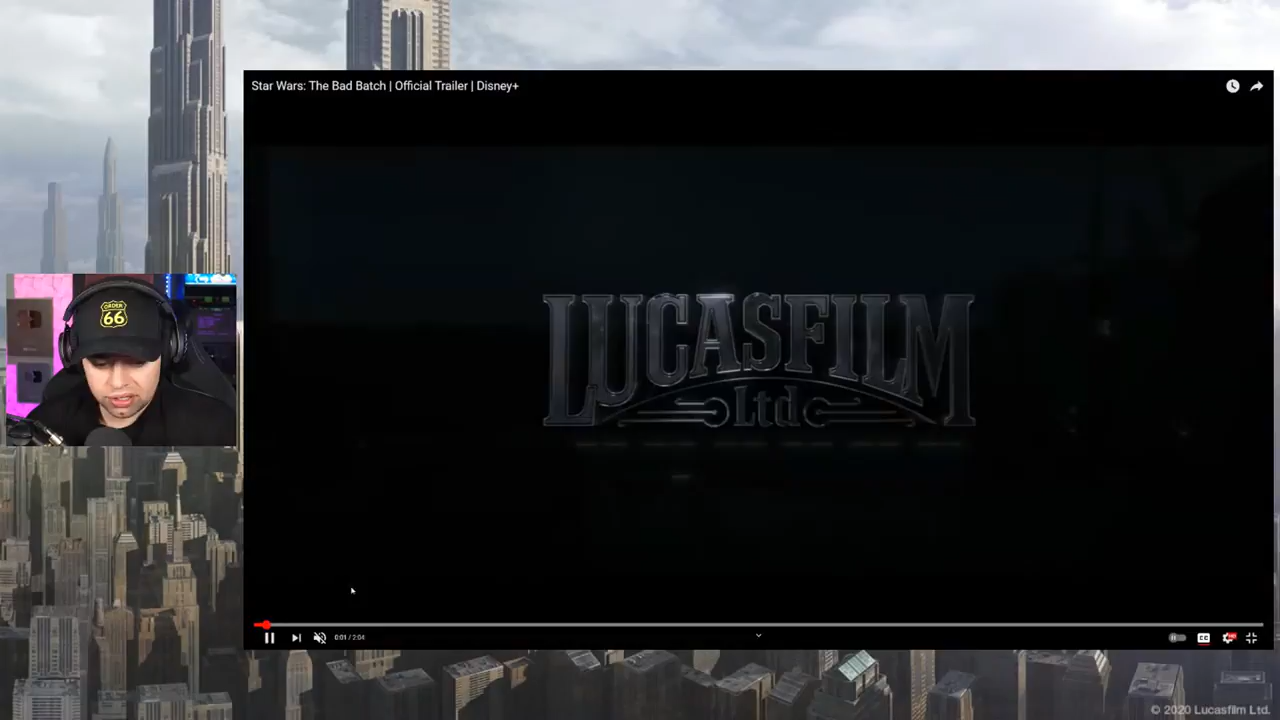 Star Wars: The Bad Batch | Official Trailer | Disney+
ORDER
66
LUCASFILM
Ltd
0:01 / 2:04
CC
© 2020 Lucasfilm Ltd.